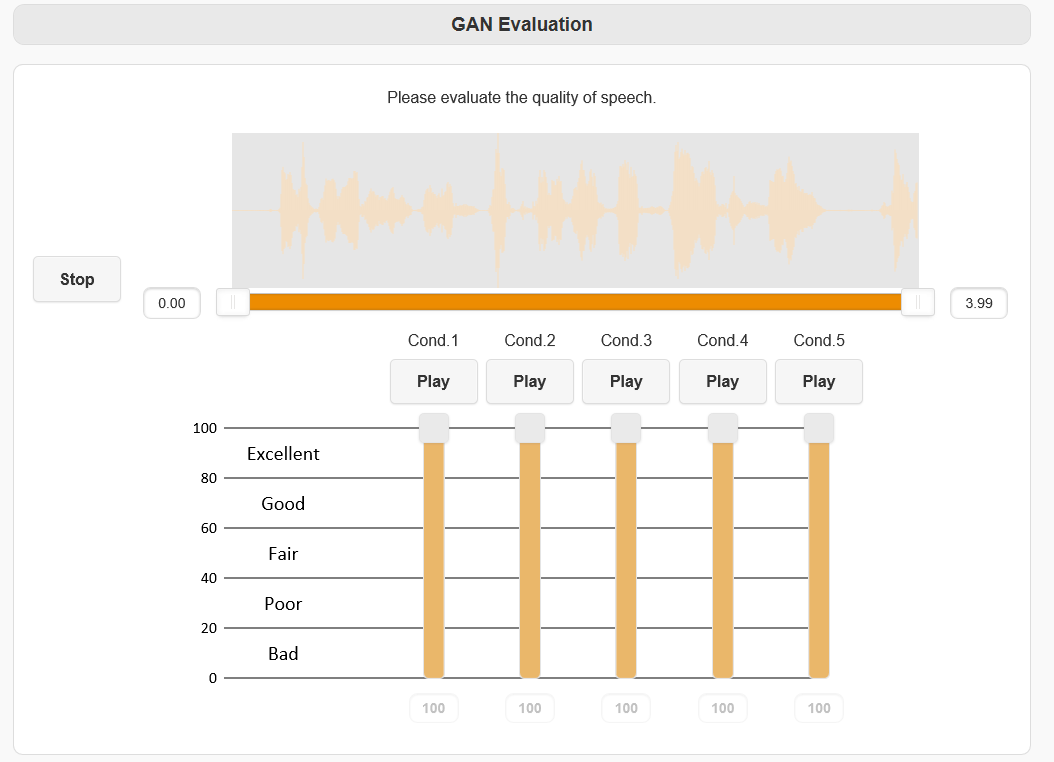 GAN Evaluation
Please evaluate the quality of speech.
Stop
0.00
3.99
Cond.1 Cond.2 Cond.3 Cond.4 Cond.5
Play Play Play Play Play
100
Excellent
80
Good
60
Fair
40
Poor
20
Bad
0
100 100 100 100 100